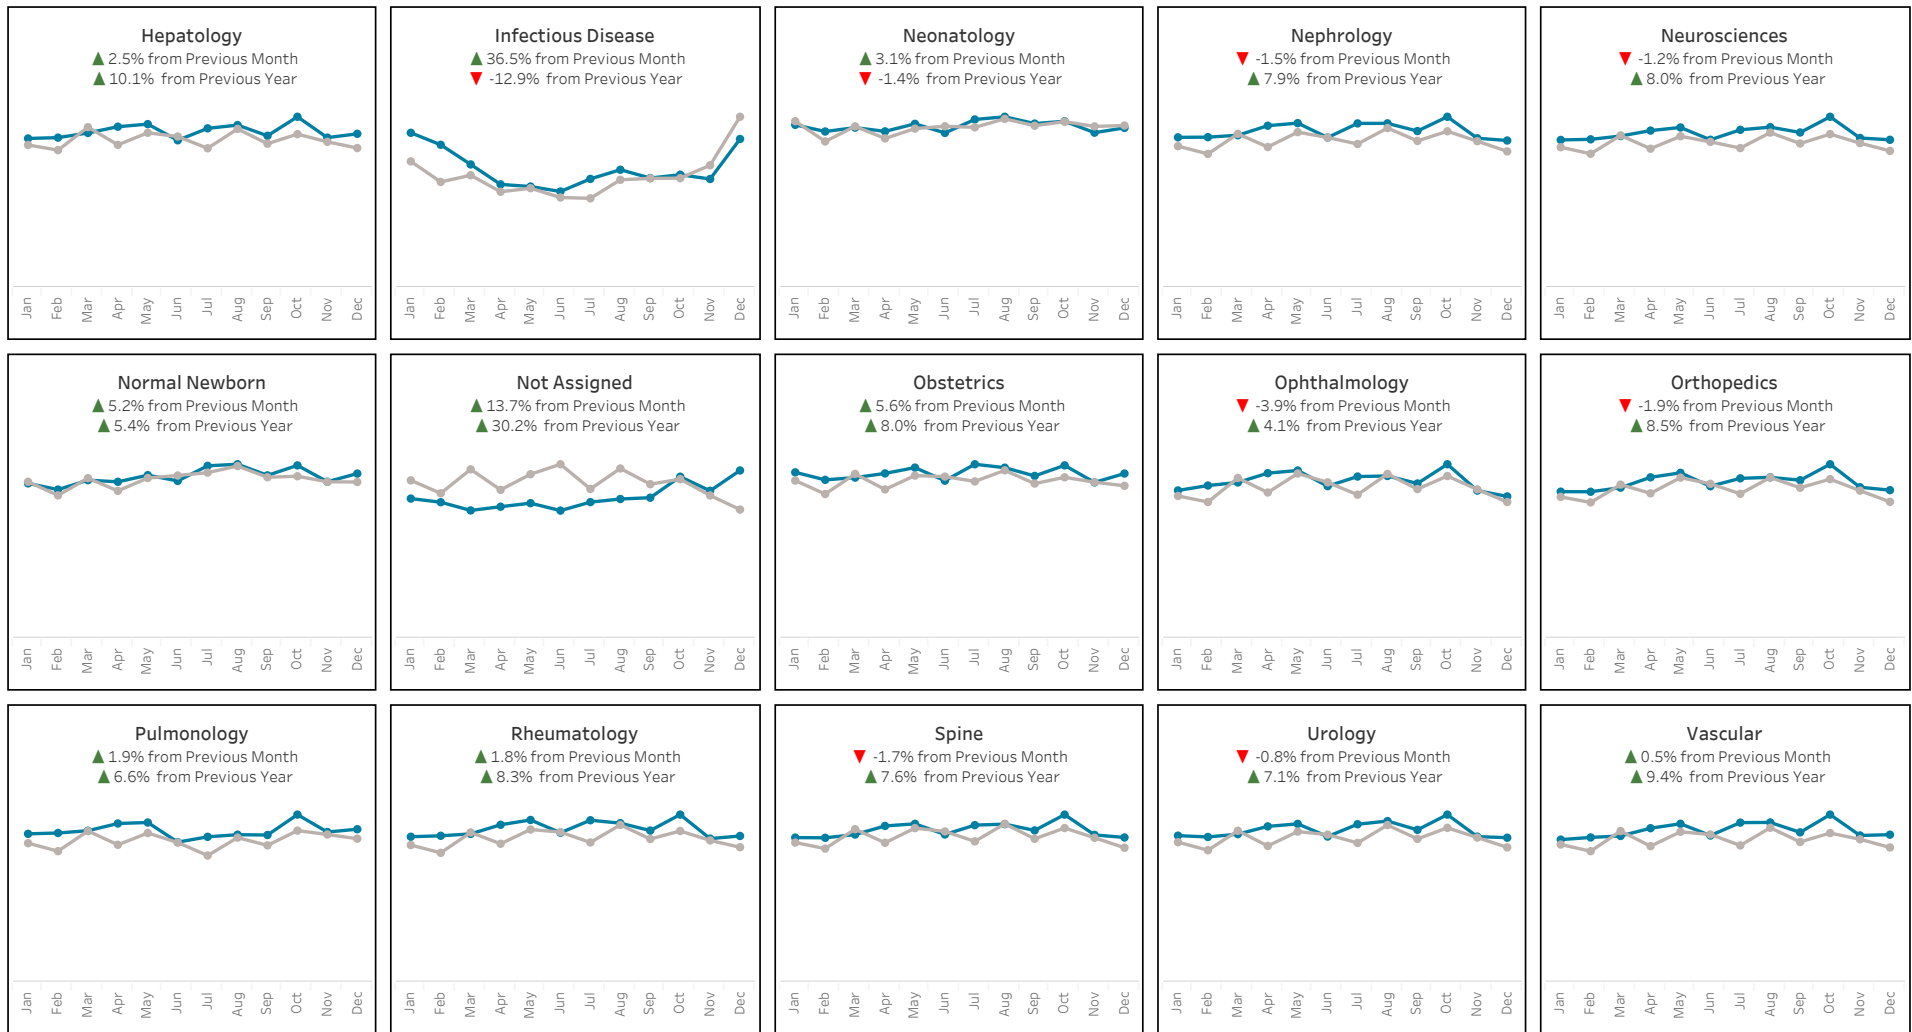 Hepatology
▲ 2.5% from Previous Month
▲ 10.1% from Previous Year
Jan Feb Mar Apr May Jun Jul Aug Sep Oct Nov Dec
Infectious Disease
▲ 36.5% from Previous Month
▼ -12.9% from Previous Year
Jan Feb Mar Apr May Jun Jul Aug Sep Oct Nov Dec
Neonatology
▲ 3.1% from Previous Month
▼ -1.4% from Previous Year
Jan Feb Mar Apr May Jun Jul Aug Sep Oct Nov Dec
Nephrology
▼ -1.5% from Previous Month
▲ 7.9% from Previous Year
Jan Feb Mar Apr May Jun Jul Aug Sep Oct Nov Dec
Neurosciences
▼ -1.2% from Previous Month
▲ 8.0% from Previous Year
Jan Feb Mar Apr May Jun Jul Aug Sep Oct Nov Dec
Normal Newborn
▲ 5.2% from Previous Month
▲ 5.4% from Previous Year
Jan Feb Mar Apr May Jun Jul Aug Sep Oct Nov Dec
Not Assigned
▲ 13.7% from Previous Month
▲ 30.2% from Previous Year
Jan Feb Mar Apr May Jun Jul Aug Sep Oct Nov Dec
Obstetrics
▲ 5.6% from Previous Month
▲ 8.0% from Previous Year
Jan Feb Mar Apr May Jun Jul Aug Sep Oct Nov Dec
Ophthalmology
▼ -3.9% from Previous Month
▲ 4.1% from Previous Year
Jan Feb Mar Apr May Jun Jul Aug Sep Oct Nov Dec
Orthopedics
▼ -1.9% from Previous Month
▲ 8.5% from Previous Year
Jan Feb Mar Apr May Jun Jul Aug Sep Oct Nov Dec
Pulmonology
▲ 1.9% from Previous Month
▲ 6.6% from Previous Year
Jan Feb Mar Apr May Jun Jul Aug Sep Oct Nov Dec
Rheumatology
▲ 1.8% from Previous Month
▲ 8.3% from Previous Year
Jan Feb Mar Apr May Jun Jul Aug Sep Oct Nov Dec
Spine
▼ -1.7% from Previous Month
▲ 7.6% from Previous Year
Jan Feb Mar Apr May Jun Jul Aug Sep Oct Nov Dec
Urology
▼ -0.8% from Previous Month
▲ 7.1% from Previous Year
Jan Feb Mar Apr May Jun Jul Aug Sep Oct Nov Dec
Vascular
▲ 0.5% from Previous Month
▲ 9.4% from Previous Year
Jan Feb Mar Apr May Jun Jul Aug Sep Oct Nov Dec